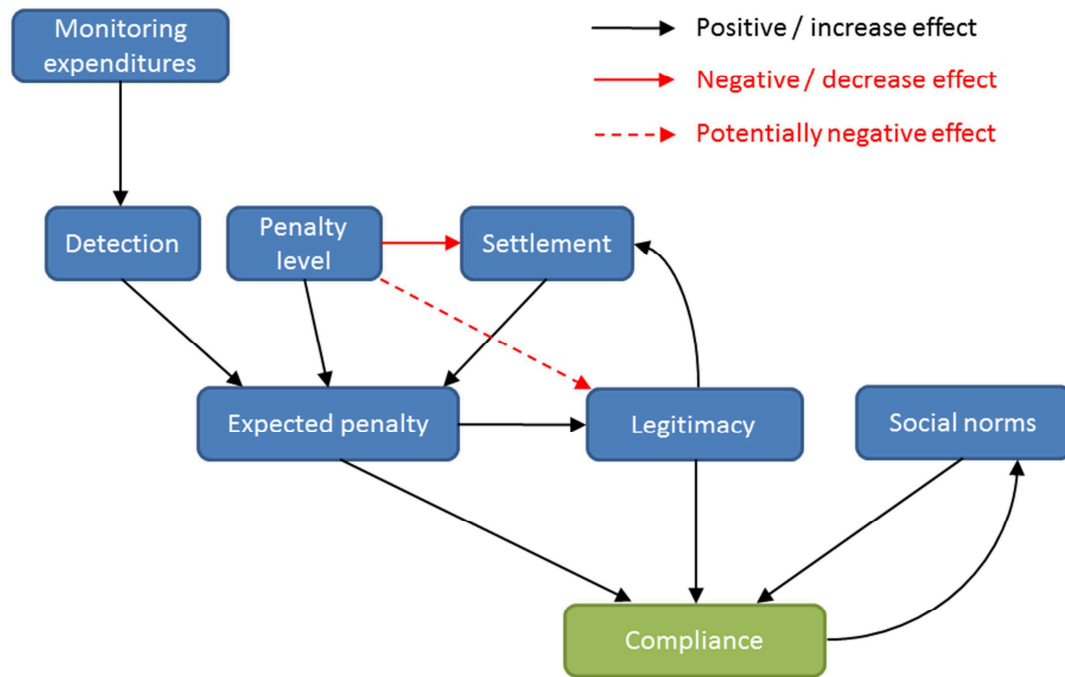 Monitoring
expenditures
Positive / increase effect
Negative / decrease effect
Potentially negative effect
Detection
Penalty
level
Settlement
Expected penalty
Legitimacy
Social norms
Compliance